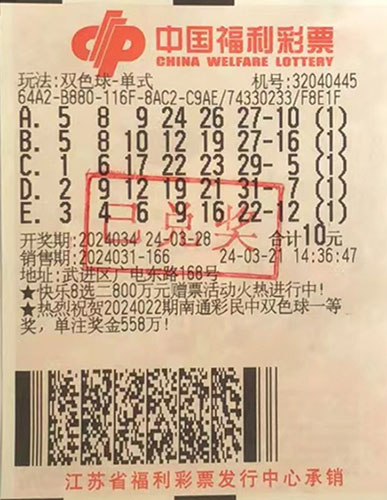 中国福利彩票
CHINA WELFARE LOTTERY
玩法:双色球-单式 机号:32040445
64A2-B880-116F-8AC2-C9AE/74330233/F8E1F
A. 5 8 9 24 26 27-10 (1)
B. 5 8 10 12 19 27-16 (1)
C. 1 6 17 22 23 29- 5 (1)
D. 2 9 12 19 21 31- 7 (1)
E. 3 4 6 9 16 22-12 (1)
已兑奖
开奖期:2024034 24-03-28 合计10元
销售期:2024031-166 24-03-21 14:36:47
地址:武进区广电东路168号
★快乐8选二800万元赠票活动火热进行中!
★热烈祝贺2024022期南通彩民中双色球一等
奖,单注奖金558万!
江苏省福利彩票发行中心承销